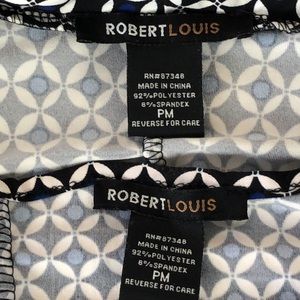 ROBERTLOUIS
RN#87348
MADE IN CHINA
92%POLYESTER
8%SPANDEX
PM
REVERSE FOR CARE
ROBERTLOUIS
RN#87348
MADE IN CHINA
92%POLYESTER
8%SPANDEX
PM
REVERSE FOR CARE